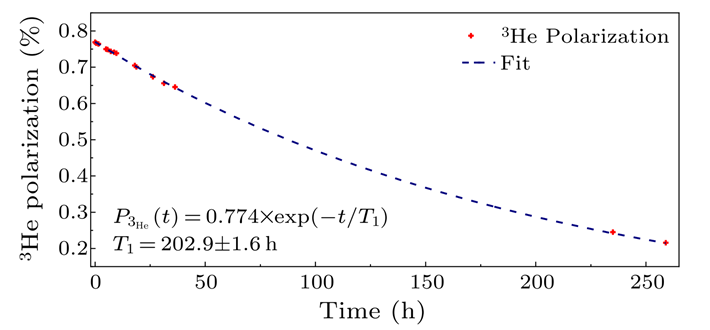 ³He polarization (%)
0.8
0.7
0.6
0.5
0.4
0.3
0.2
³He Polarization
Fit
P₃He(t)=0.774×exp(−t/T₁)
T₁=202.9±1.6 h
0 50 100 150 200 250
Time (h)